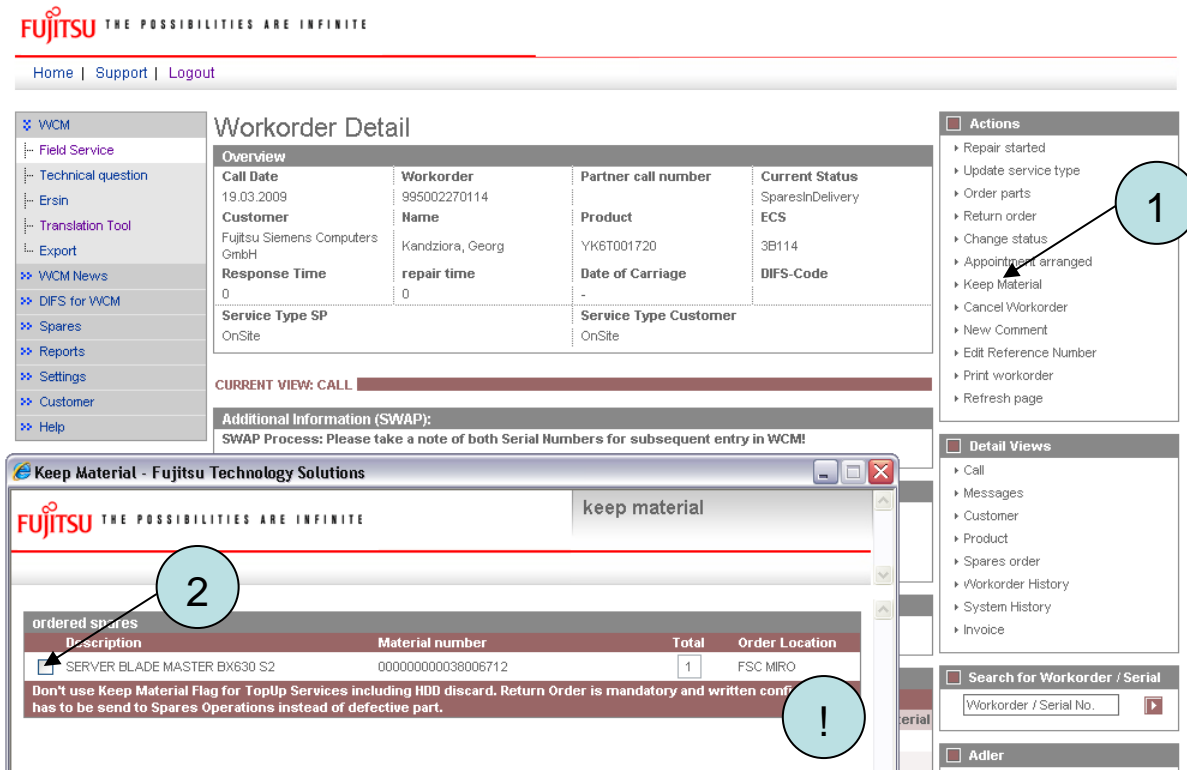 FUJITSU THE POSSIBILITIES ARE INFINITE
Home | Support | Logout
WCM
Field Service
Technical question
Ersin
Translation Tool
Export
WCM News
DIFS for WCM
Spares
Reports
Settings
Customer
Help
Workorder Detail
Overview
Call Date Workorder Partner call number Current Status
19.03.2009 995002270114 SparesInDelivery
Customer Name Product ECS
Fujitsu Siemens Computers
GmbH Kandziora, Georg YK6T001720 3B114
Response Time repair time Date of Carriage DIFS-Code
0 0 -
Service Type SP Service Type Customer
OnSite OnSite
CURRENT VIEW: CALL
Additional Information (SWAP):
SWAP Process: Please take a note of both Serial Numbers for subsequent entry in WCM!
Actions
Repair started
Update service type
Order parts
Return order
Change status
Appointment arranged
Keep Material
Cancel Workorder
New Comment
Edit Reference Number
Print workorder
Refresh page
1
Detail Views
Call
Messages
Customer
Product
Spares order
Workorder History
System History
Invoice
Search for Workorder / Serial
Workorder / Serial No.
Adler
Keep Material - Fujitsu Technology Solutions
FUJITSU THE POSSIBILITIES ARE INFINITE
keep material
2
ordered spares
Description Material number Total Order Location
SERVER BLADE MASTER BX630 S2 000000000038006712 1 FSC MIRO
Don't use Keep Material Flag for TopUp Services including HDD discard. Return Order is mandatory and written
has to be send to Spares Operations instead of defective part.
!